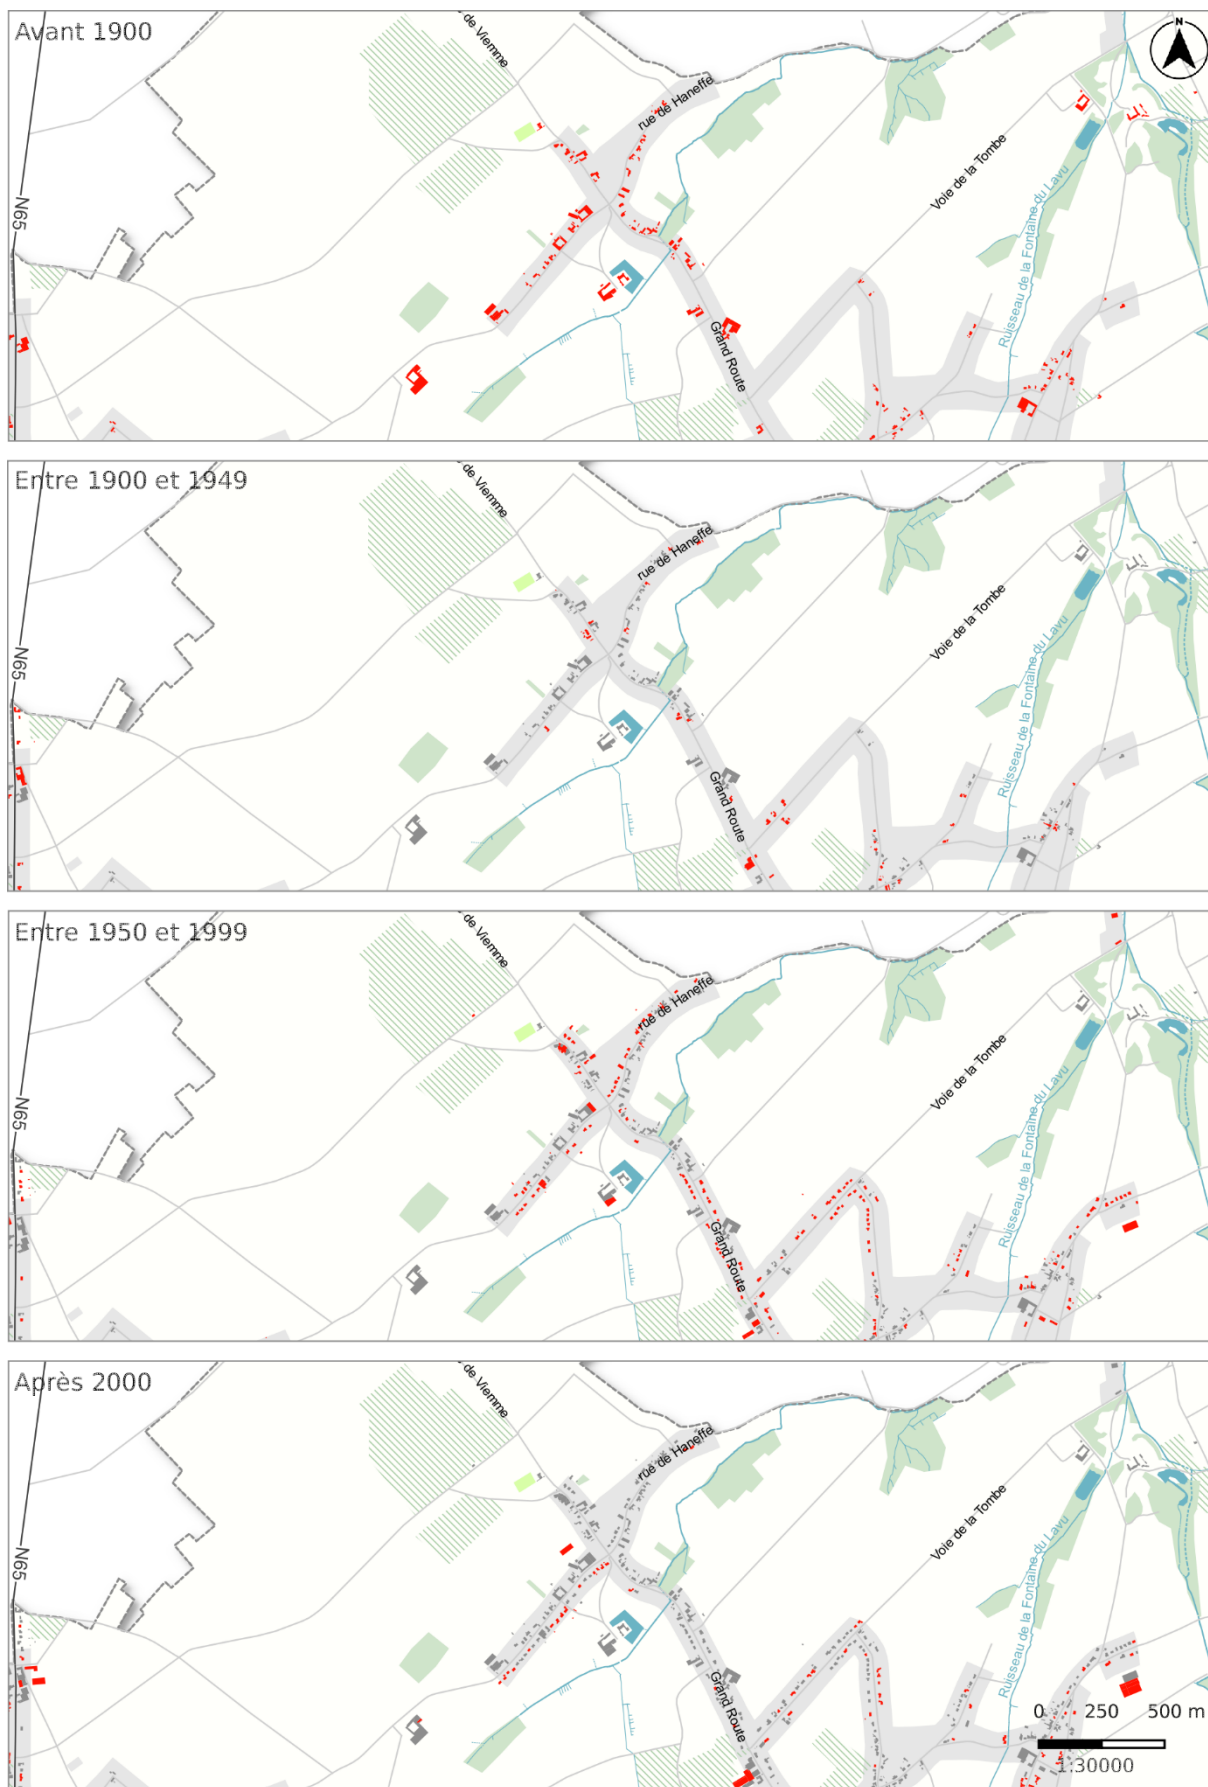 Avant 1900
N
de Viemme
rue de Haneffe
Voie de la Tombe
N65
Ruisseau de la Fontaine du Lavu
Grand Route
Entre 1900 et 1949
de Viemme
rue de Haneffe
Voie de la Tombe
N65
Ruisseau de la Fontaine du Lavu
Grand Route
Entre 1950 et 1999
de Viemme
rue de Haneffe
Voie de la Tombe
N65
Ruisseau de la Fontaine du Lavu
Grand Route
Après 2000
de Viemme
rue de Haneffe
Voie de la Tombe
N65
Ruisseau de la Fontaine du Lavu
Grand Route
0 250 500 m
1:30000